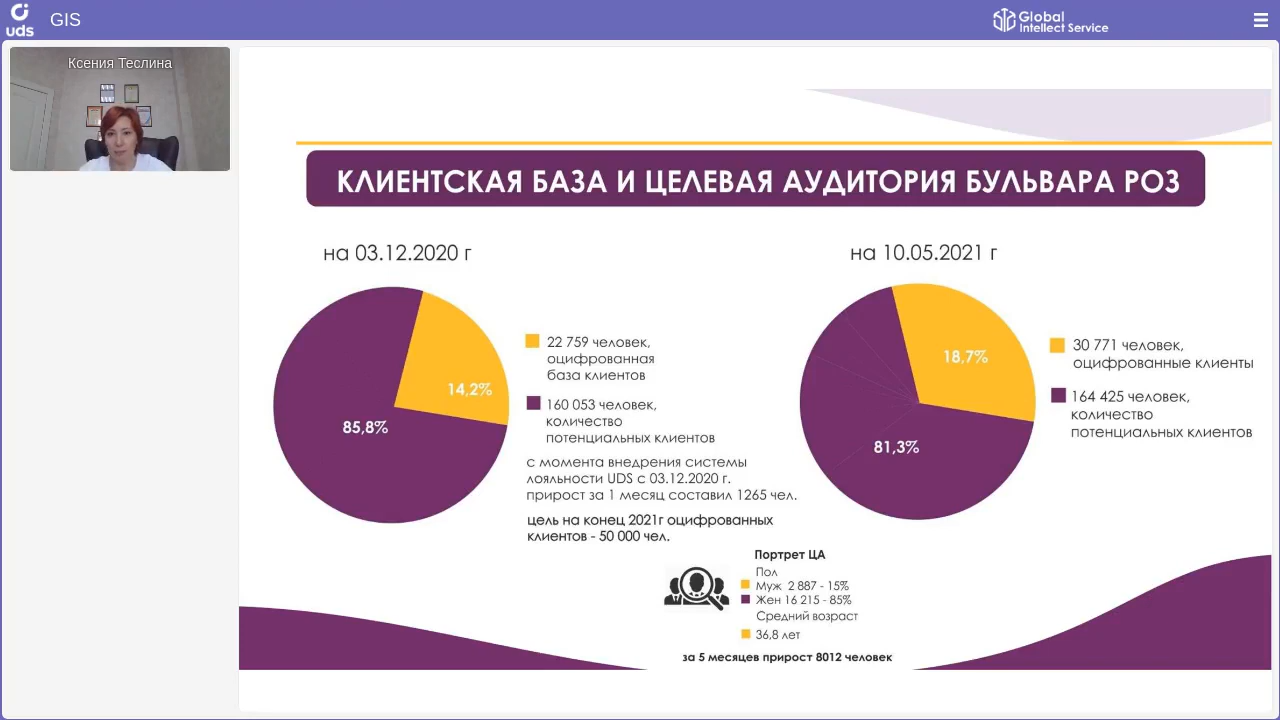 uds
GIS
Global
Intellect Service
Ксения Теслина
КЛИЕНТСКАЯ БАЗА И ЦЕЛЕВАЯ АУДИТОРИЯ БУЛЬВАРА РОЗ
на 03.12.2020 г
14,2%
85,8%
22 759 человек,
оцифрованная
база клиентов
160 053 человек,
количество
потенциальных клиентов
с момента внедрения системы
лояльности UDS с 03.12.2020 г.
прирост за 1 месяц составил 1265 чел.
цель на конец 2021г оцифрованных
клиентов - 50 000 чел.
на 10.05.2021 г
18,7%
81,3%
30 771 человек,
оцифрованные клиенты
164 425 человек,
количество
потенциальных клиентов
Портрет ЦА
Пол
Муж 2 887 - 15%
Жен 16 215 - 85%
Средний возраст
36,8 лет
за 5 месяцев прирост 8012 человек